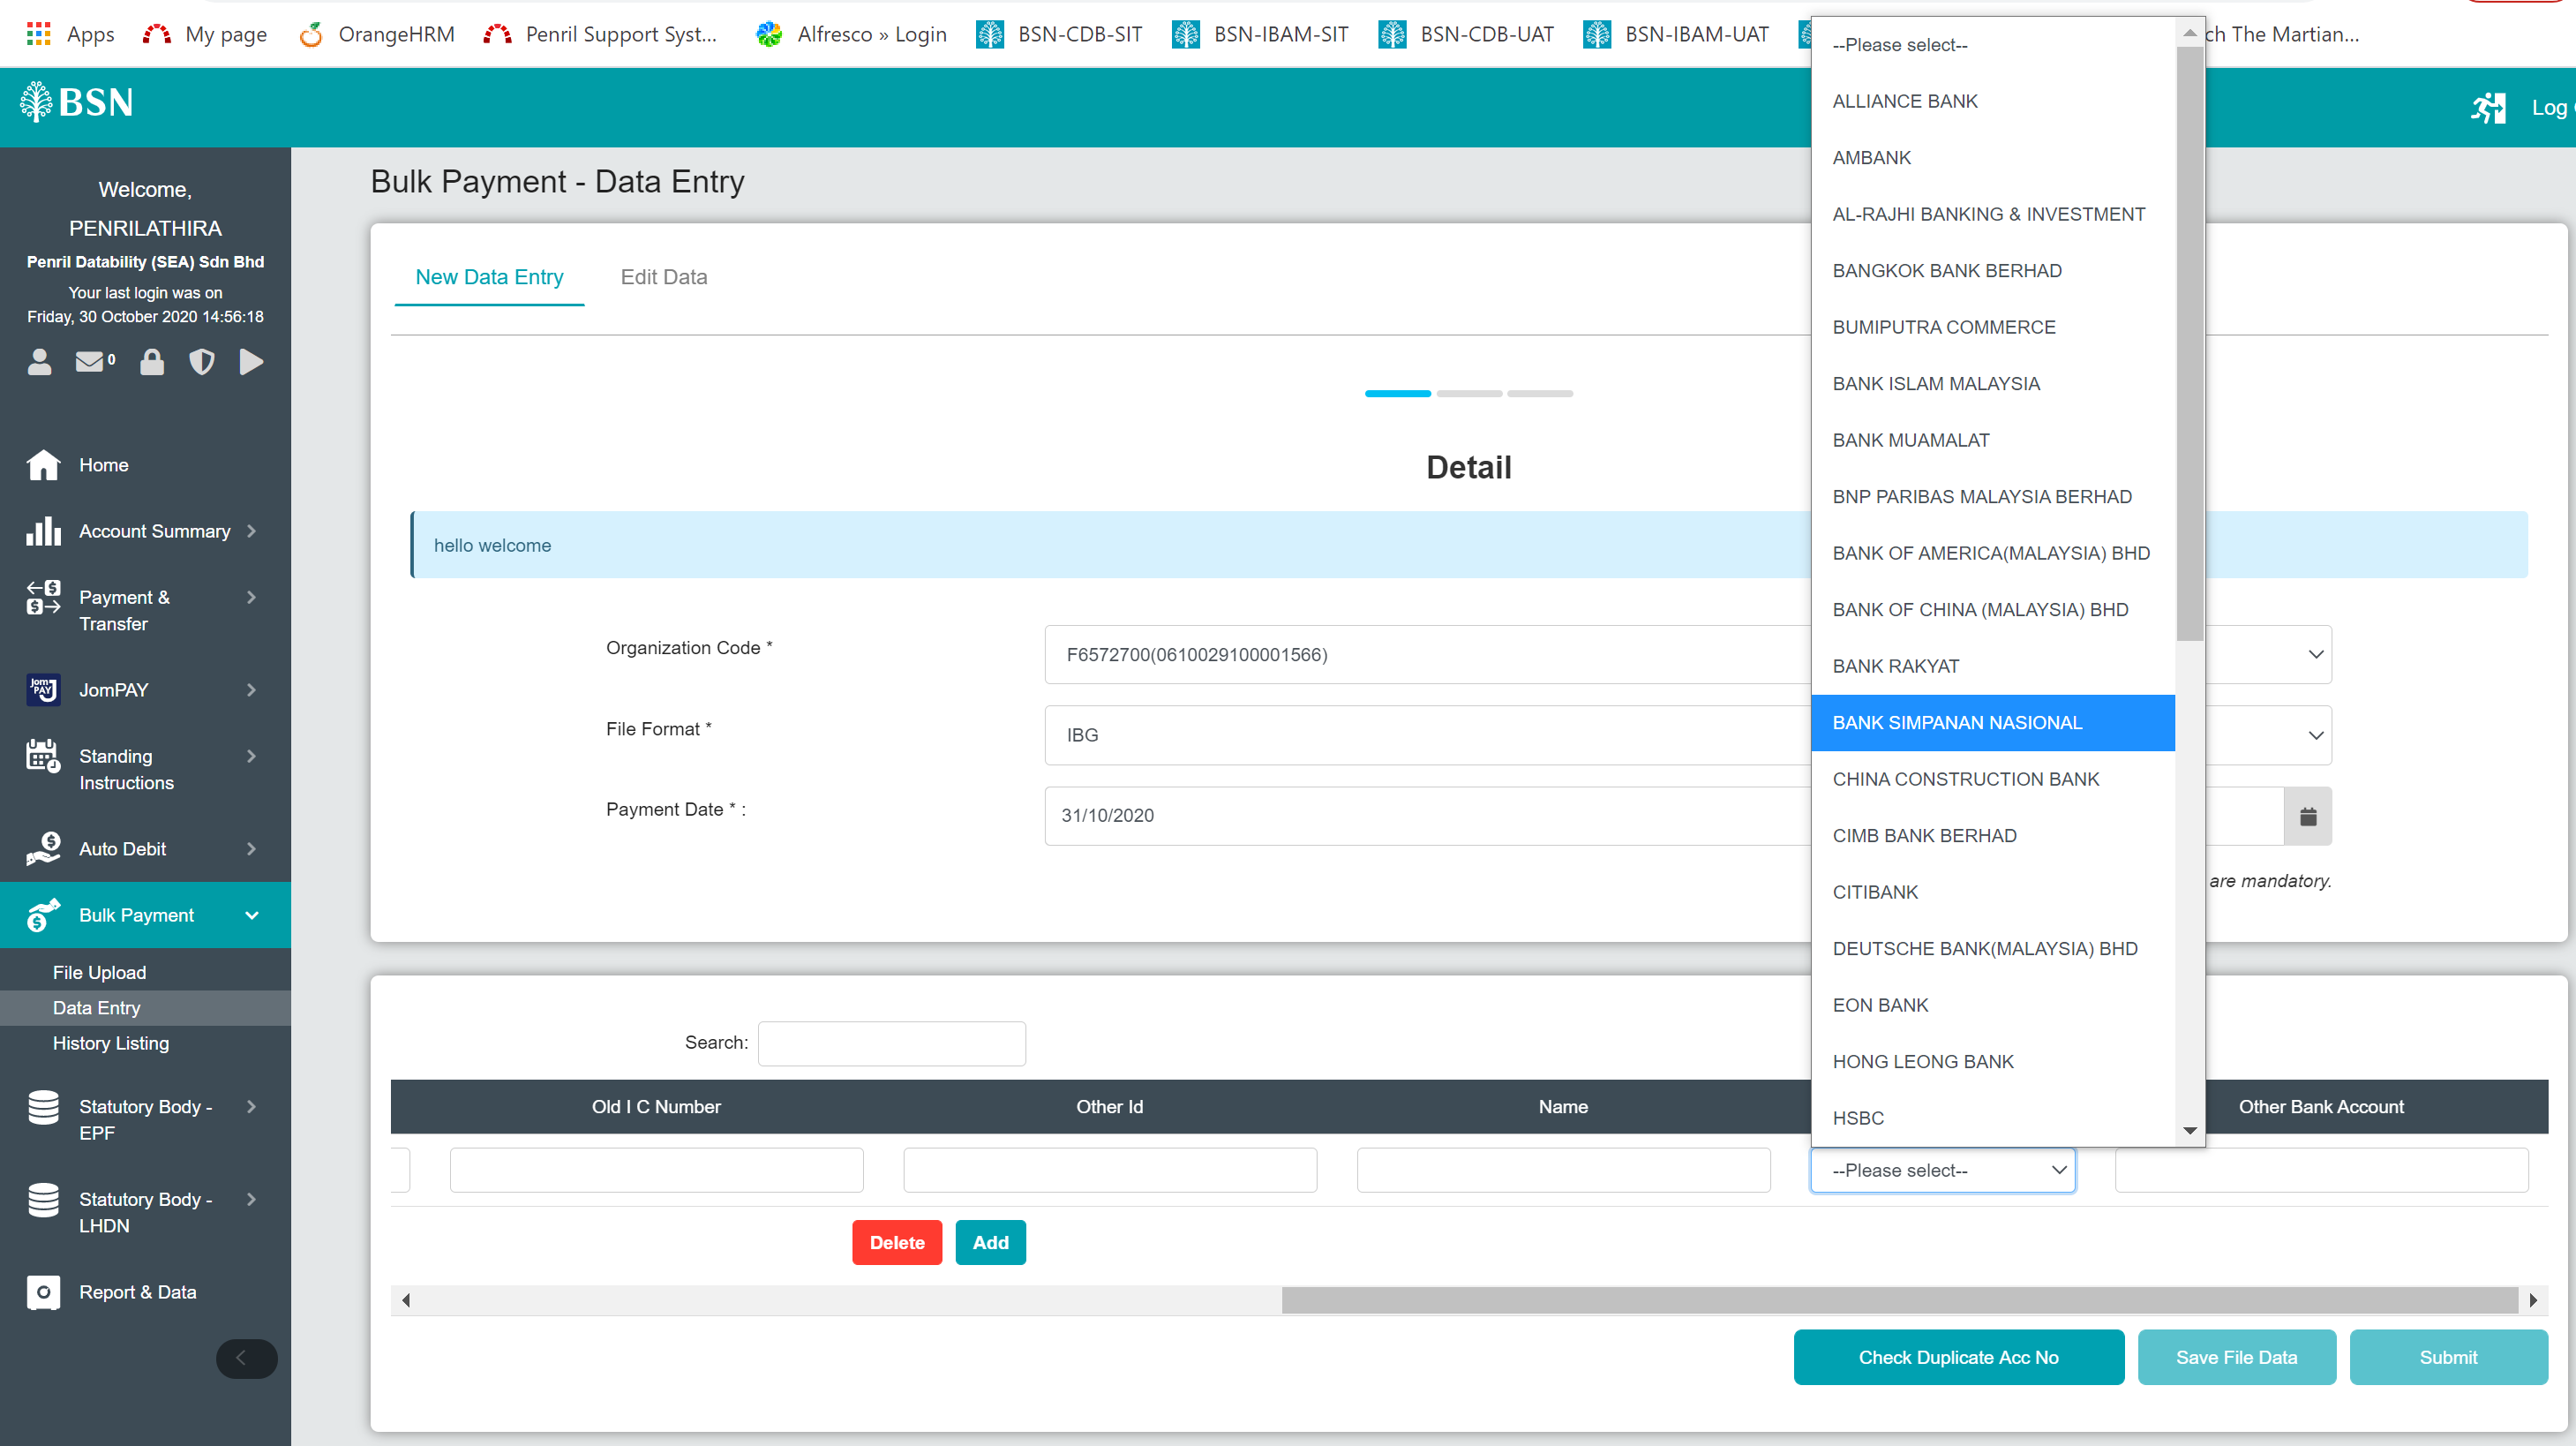 Apps
My page
OrangeHRM
Penril Support Syst...
Alfresco » Login
BSN-CDB-SIT
BSN-IBAM-SIT
BSN-CDB-UAT
BSN-IBAM-UAT
ch The Martian...
BSN
Log
Welcome,
PENRILATHIRA
Penril Datability (SEA) Sdn Bhd
Your last login was on
Friday, 30 October 2020 14:56:18
0
Home
Account Summary
Payment &
Transfer
Jom
PAY
JomPAY
Standing
Instructions
Auto Debit
Bulk Payment
File Upload
Data Entry
History Listing
Statutory Body -
EPF
Statutory Body -
LHDN
Report & Data
Bulk Payment - Data Entry
New Data Entry
Edit Data
Detail
hello welcome
Organization Code *
F6572700(0610029100001566)
File Format *
IBG
Payment Date * :
31/10/2020
are mandatory.
--Please select--
ALLIANCE BANK
AMBANK
AL-RAJHI BANKING & INVESTMENT
BANGKOK BANK BERHAD
BUMIPUTRA COMMERCE
BANK ISLAM MALAYSIA
BANK MUAMALAT
BNP PARIBAS MALAYSIA BERHAD
BANK OF AMERICA(MALAYSIA) BHD
BANK OF CHINA (MALAYSIA) BHD
BANK RAKYAT
BANK SIMPANAN NASIONAL
CHINA CONSTRUCTION BANK
CIMB BANK BERHAD
CITIBANK
DEUTSCHE BANK(MALAYSIA) BHD
EON BANK
HONG LEONG BANK
HSBC
Search:
Old I C Number
Other Id
Name
Other Bank Account
--Please select--
Delete
Add
Check Duplicate Acc No
Save File Data
Submit